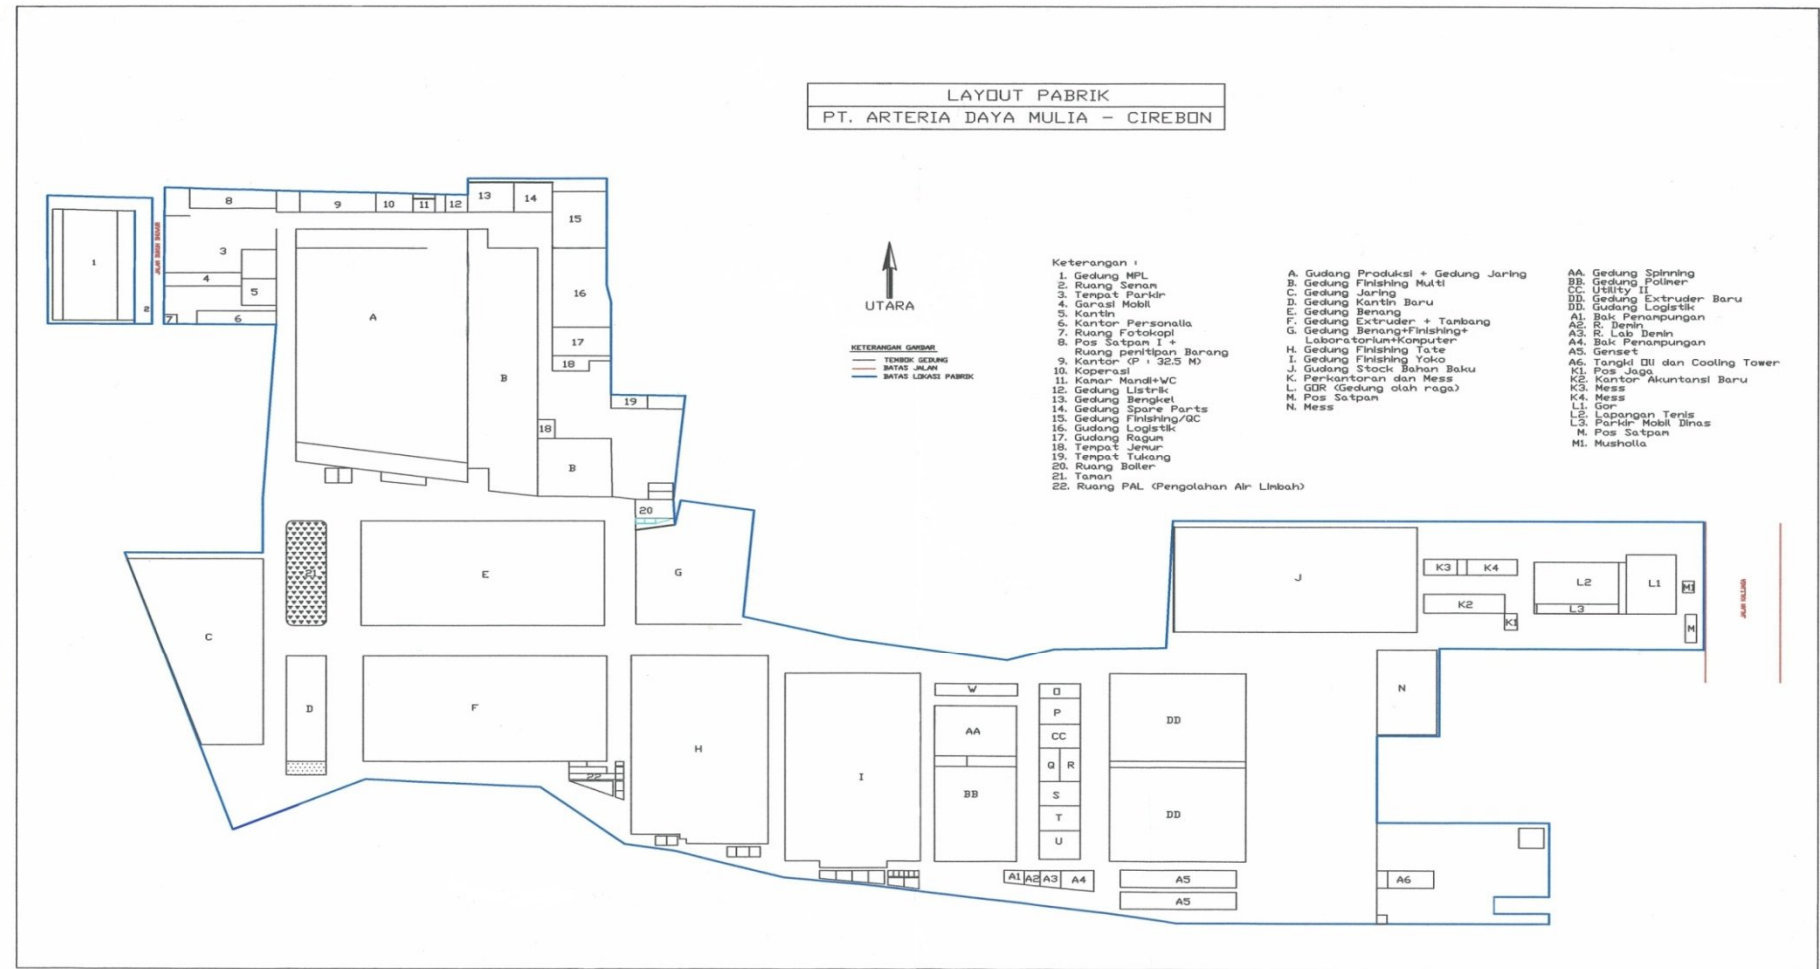 LAYOUT PABRIK
PT. ARTERIA DAYA MULIA - CIREBON
UTARA
KETERANGAN GAMBAR
TEMBOK GEDUNG
BATAS JALAN
BATAS LOKASI PABRIK
Keterangan :
1. Gedung MPL
2. Ruang Senam
3. Tempat Parkir
4. Garasi Mobil
5. Kantin
6. Kantor Personalia
7. Ruang Fotokopi
8. Pos Satpam I +
Ruang penitipan Barang
9. Kantor (P : 32.5 M)
10. Koperasi
11. Kamar Mandi+WC
12. Gedung Listrik
13. Gedung Bengkel
14. Gedung Spare Parts
15. Gedung Finishing/QC
16. Gudang Logistik
17. Gudang Ragum
18. Tempat Jemur
19. Tempat Tukang
20. Ruang Boiler
21. Taman
22. Ruang PAL (Pengolahan Air Limbah)
A. Gudang Produksi + Gedung Jaring
B. Gedung Finishing Multi
C. Gedung Jaring
D. Gedung Kantin Baru
E. Gedung Benang
F. Gedung Extruder + Tambang
G. Gedung Benang+Finishing+
Laboratorium+Komputer
H. Gedung Finishing Tate
I. Gedung Finishing Yoko
J. Gudang Stock Bahan Baku
K. Perkantoran dan Mess
L. GOR (Gedung olah raga)
M. Pos Satpam
N. Mess
AA. Gedung Spinning
BB. Gedung Polimer
CC. Utility II
DD. Gedung Extruder Baru
DD. Gudang Logistik
A1. Bak Penampungan
A2. R. Demin
A3. R. Lab Demin
A4. Bak Penampungan
A5. Genset
A6. Tangki Oli dan Cooling Tower
K1. Pos Jaga
K2. Kantor Akuntansi Baru
K3. Mess
K4. Mess
L1. Gor
L2. Lapangan Tenis
L3. Parkir Mobil Dinas
M. Pos Satpam
M1. Musholla
8
9
10
11
12
13
14
15
1
2
3
4
5
6
7
A
B
16
17
18
19
18
B
20
21
E
G
C
D
F
22
H
I
W
AA
BB
O
P
CC
Q R
S
T
U
DD
DD
A1 A2 A3 A4
A5
A5
J
K3 K4
K2
K1
L2
L3
L1
M1
M
N
A6